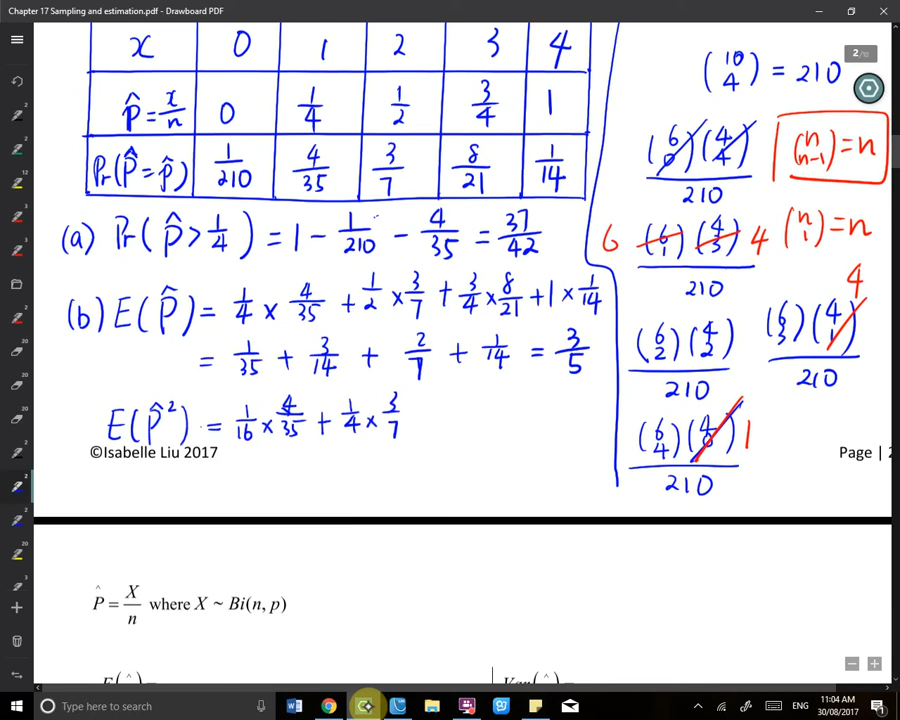 Chapter 17 Sampling and estimation.pdf - Drawboard PDF
2/10
x 0 1 2 3 4
p̂ = x/n 0 1/4 1/2 3/4 1
Pr(P̂ = p̂) 1/210 4/35 3/7 8/21 1/14
(a) Pr(P̂ > 1/4) = 1 - 1/210 - 4/35 = 37/42
(b) E(P̂) = 1/4 × 4/35 + 1/2 × 3/7 + 3/4 × 8/21 + 1 × 1/14
= 1/35 + 3/14 + 2/7 + 1/14 = 3/5
E(P̂²) = 1/16 × 4/35 + 1/4 × 3/7
©Isabelle Liu 2017
(10 4) = 210
(6 0)(4 4)/210
(n n-1) = n
6 (6 1)(4 3) 4 /210
(n 1) = n
(6 2)(4 2)/210
(6 3)(4 1) 4 /210
(6 4)(4 0) 1 /210
Page | 2
P̂ = X/n where X ~ Bi(n, p)
Type here to search
ENG
11:04 AM
30/08/2017